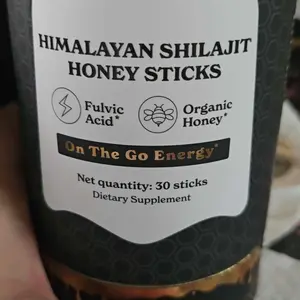 HIMALAYAN SHILAJIT
HONEY STICKS
Fulvic
Acid*
Organic
Honey*
On The Go Energy*
Net quantity: 30 sticks
Dietary Supplement